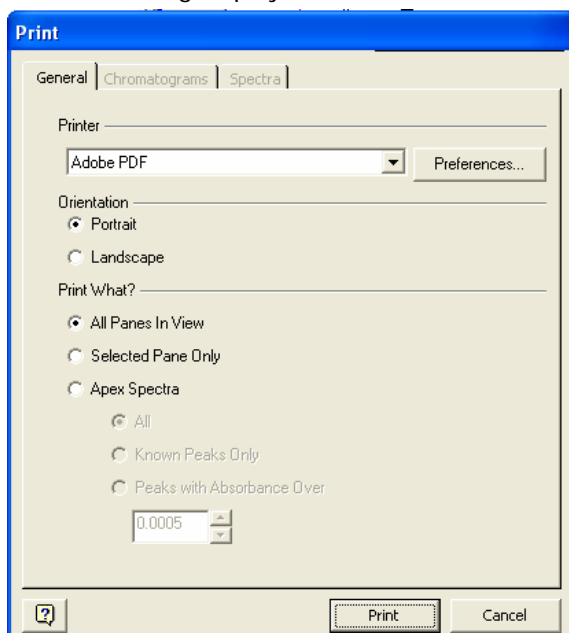 Print
General Chromatograms Spectra
Printer
Adobe PDF Preferences...
Orientation
Portrait
Landscape
Print What?
All Panes In View
Selected Pane Only
Apex Spectra
All
Known Peaks Only
Peaks with Absorbance Over
0.0005
? Print Cancel